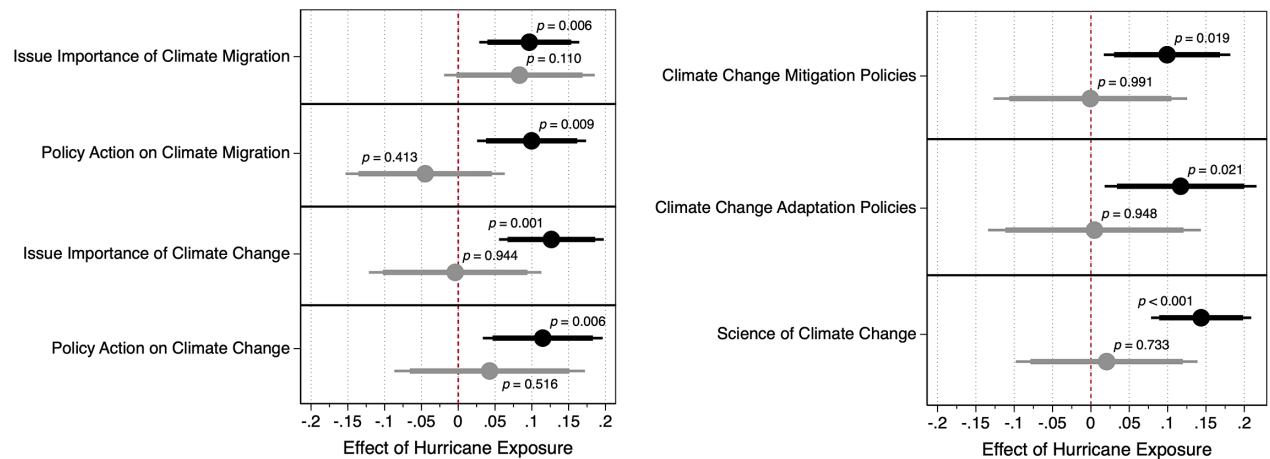 p = 0.006
Issue Importance of Climate Migration
p = 0.110
p = 0.009
Policy Action on Climate Migration
p = 0.413
p = 0.001
Issue Importance of Climate Change
p = 0.944
p = 0.006
Policy Action on Climate Change
p = 0.516
-.2 -.15 -.1 -.05 0 .05 .1 .15 .2
Effect of Hurricane Exposure
p = 0.019
Climate Change Mitigation Policies
p = 0.991
p = 0.021
Climate Change Adaptation Policies
p = 0.948
p < 0.001
Science of Climate Change
p = 0.733
-.2 -.15 -.1 -.05 0 .05 .1 .15 .2
Effect of Hurricane Exposure